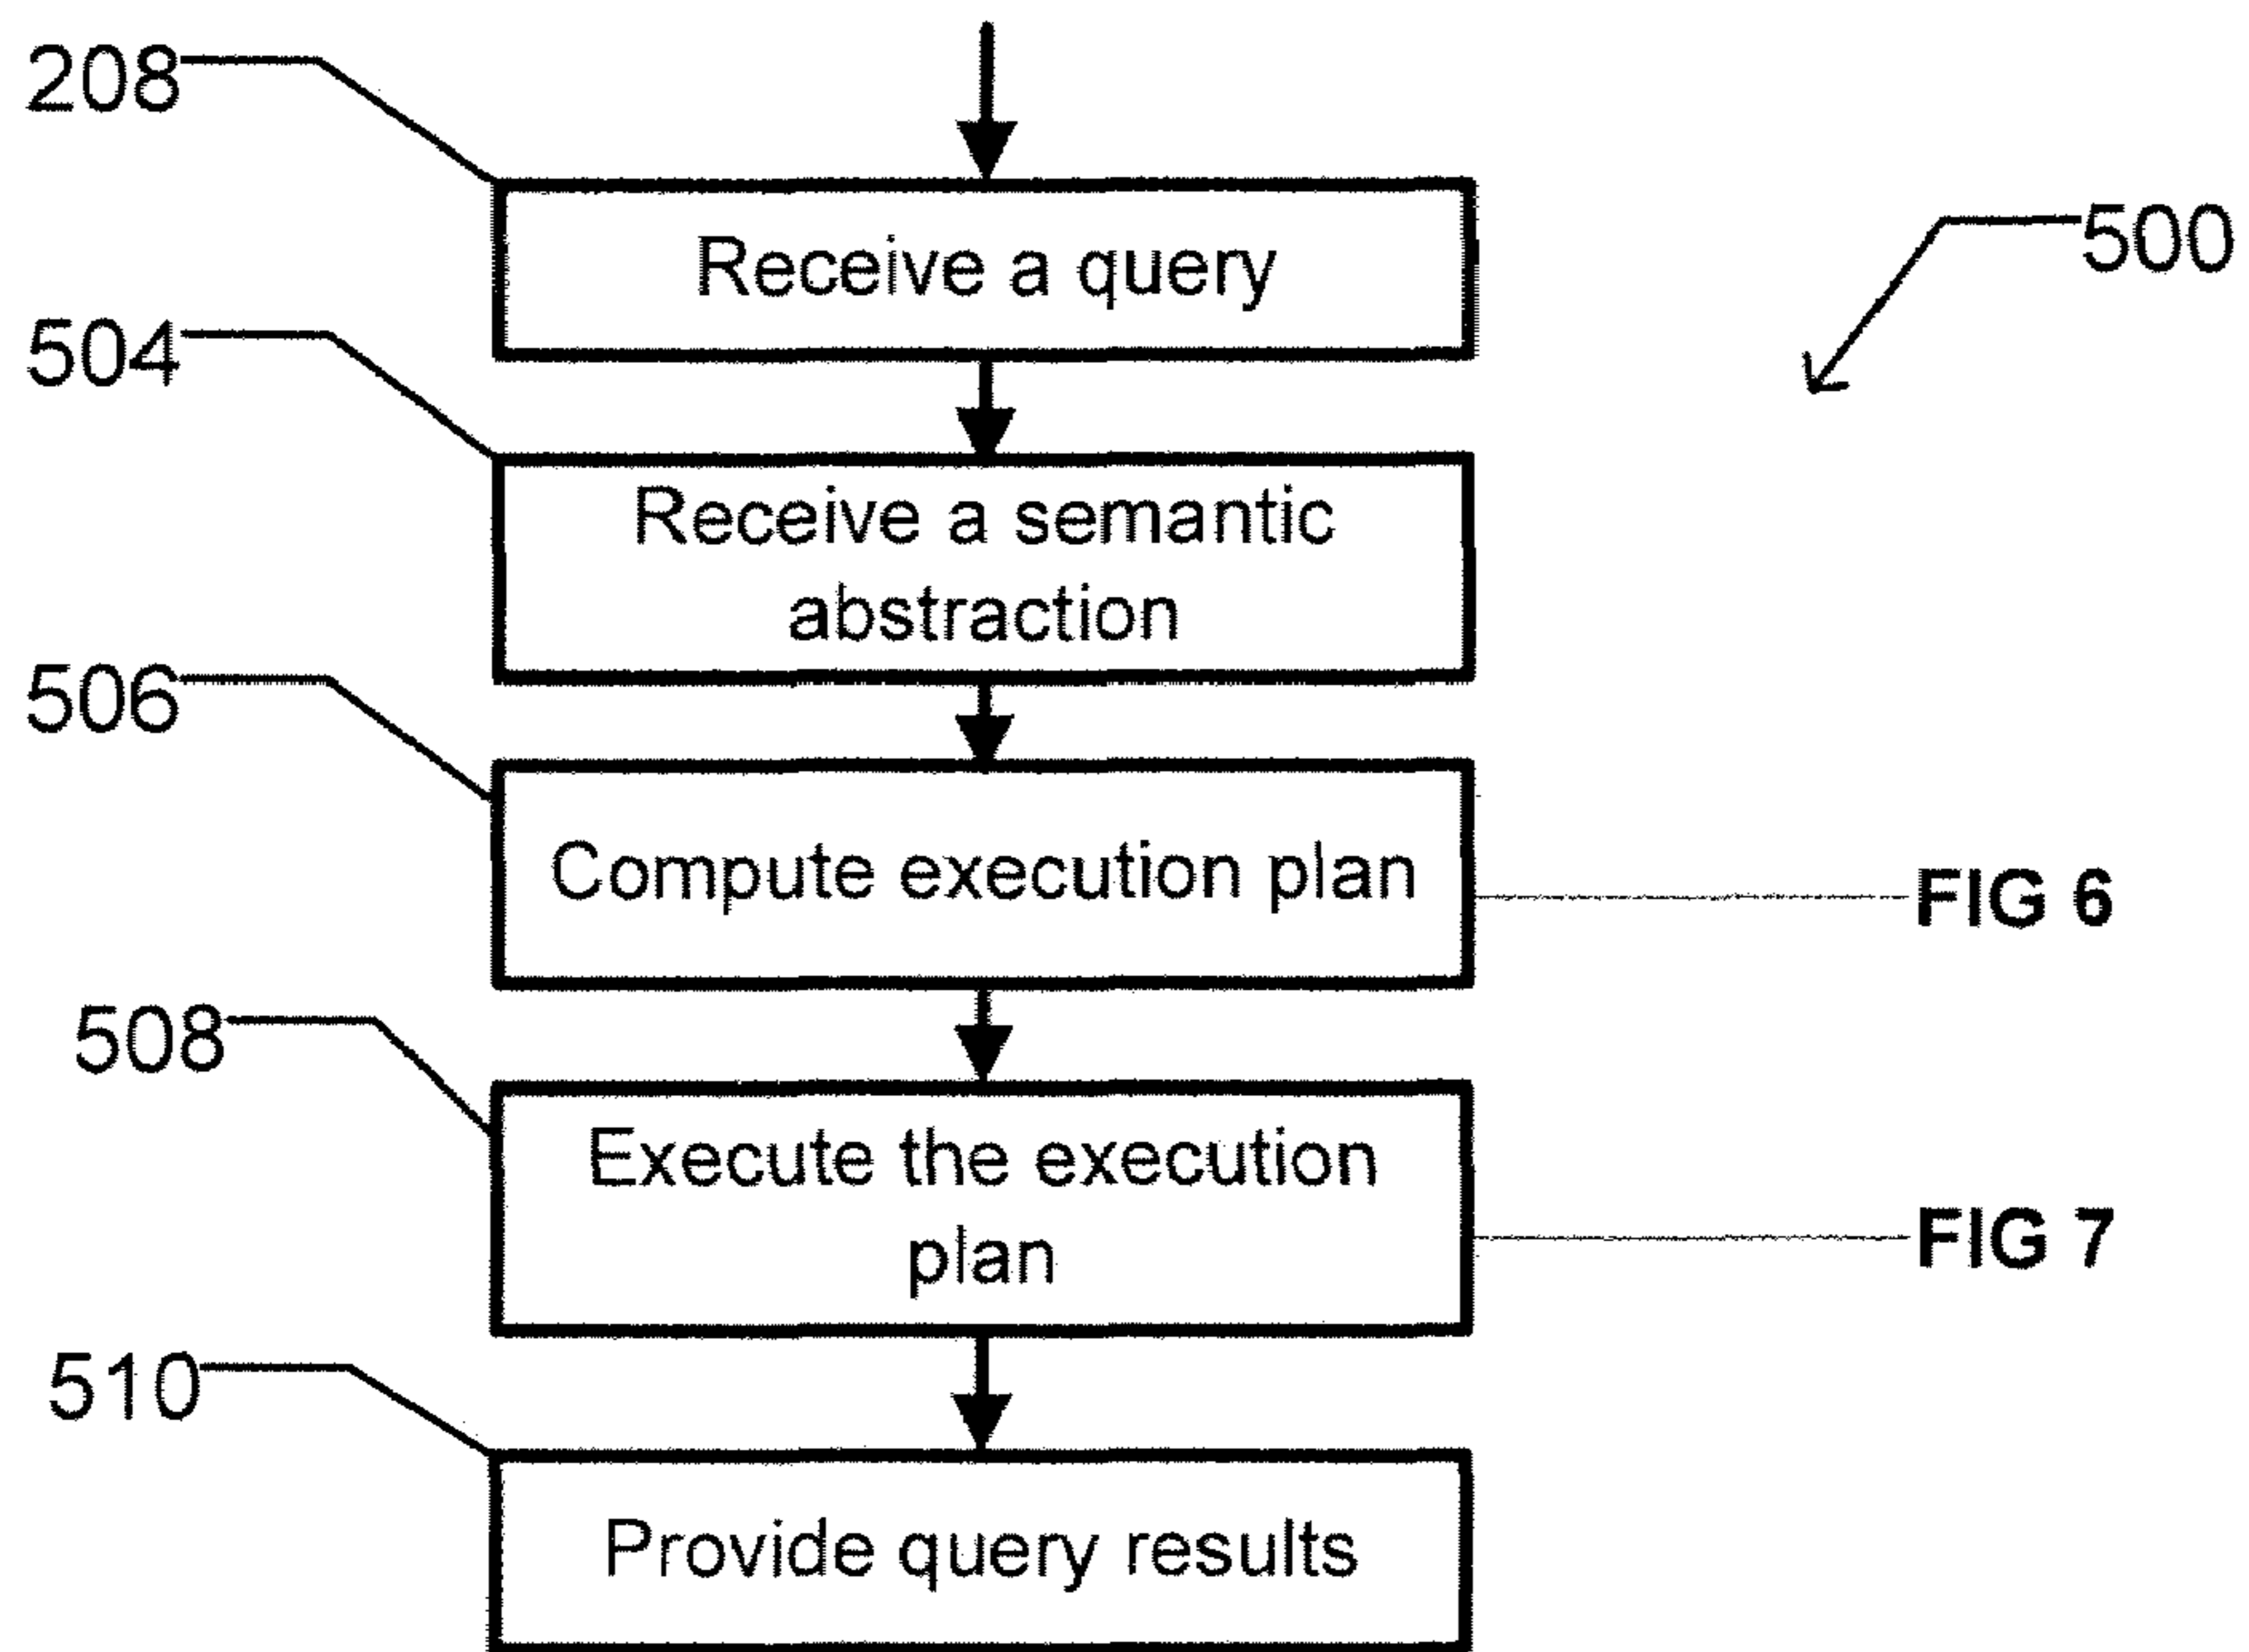 208
Receive a query
500
504
Receive a semantic
abstraction
506
Compute execution plan
FIG 6
508
Execute the execution
plan
FIG 7
510
Provide query results